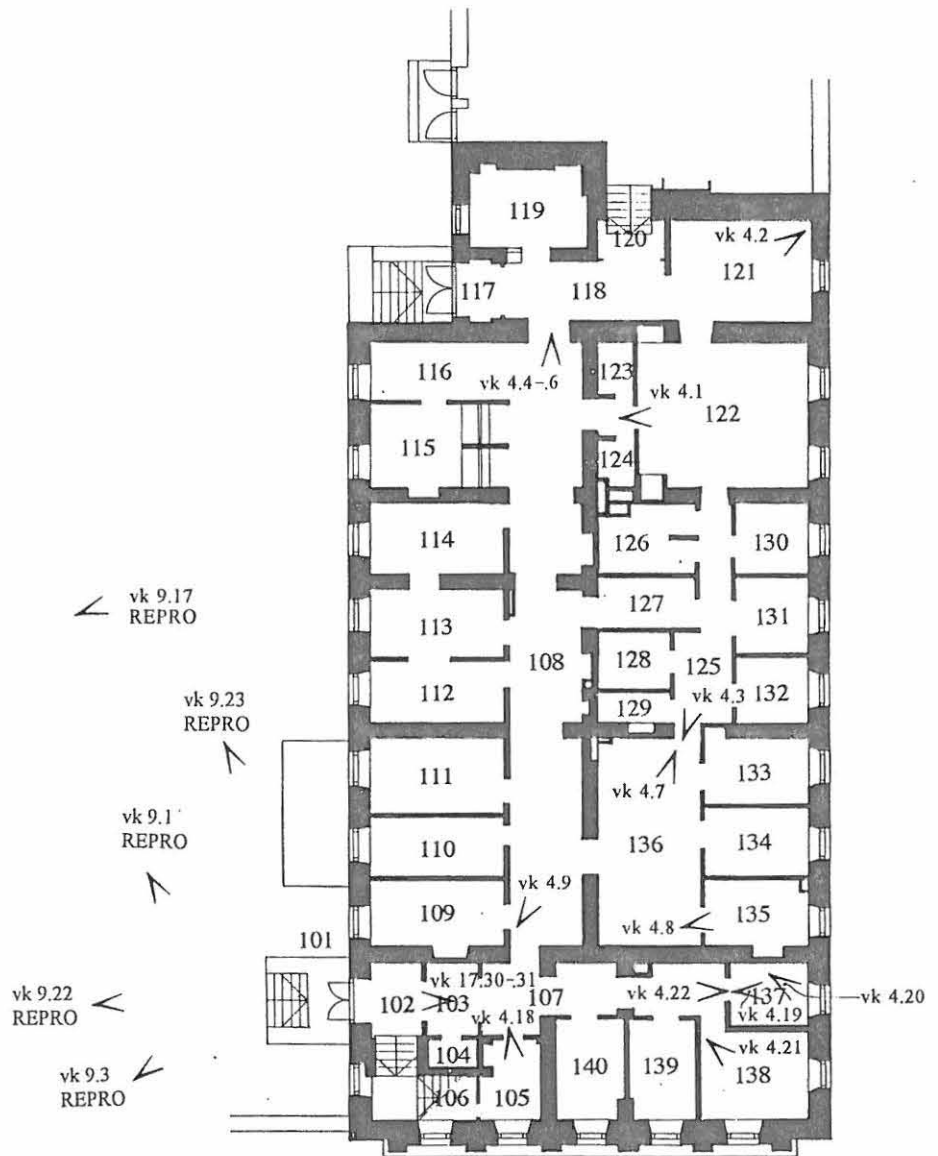 119
120
vk 4.2
121
117
118
116
vk 4.4-.6
123
vk 4.1
122
115
124
114
126
130
vk 9.17
REPRO
113
127
131
108
128
125
112
129
132
vk 9.23
REPRO
vk 4.3
111
133
vk 4.7
vk 9.1
REPRO
110
136
134
109
vk 4.9
vk 4.8
135
101
vk 17.30-.31
102
103
107
vk 4.22
137
vk 4.20
vk 9.22
REPRO
vk 4.18
vk 4.19
104
vk 4.21
140
139
138
vk 9.3
REPRO
106
105